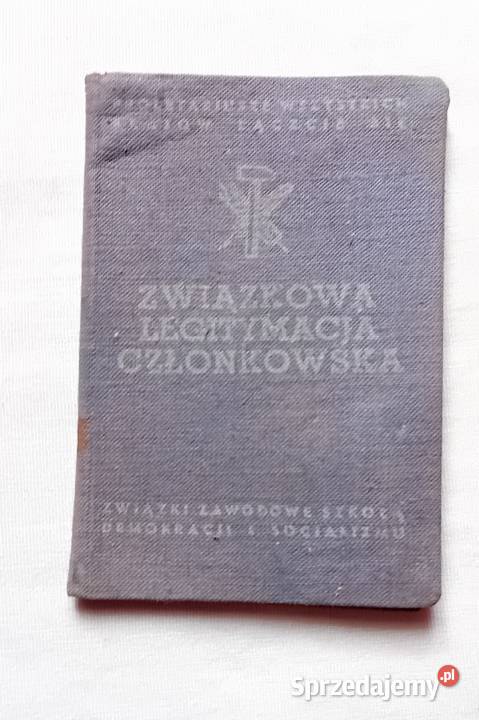 PROLETARIUSZE WSZYSTKICH
KRAJÓW ŁĄCZCIE SIĘ
ZWIĄZKOWA
LEGITYMACJA
CZŁONKOWSKA
ZWIĄZKI ZAWODOWE SZKOŁĄ
DEMOKRACJI I SOCJALIZMU
Sprzedajemy.pl